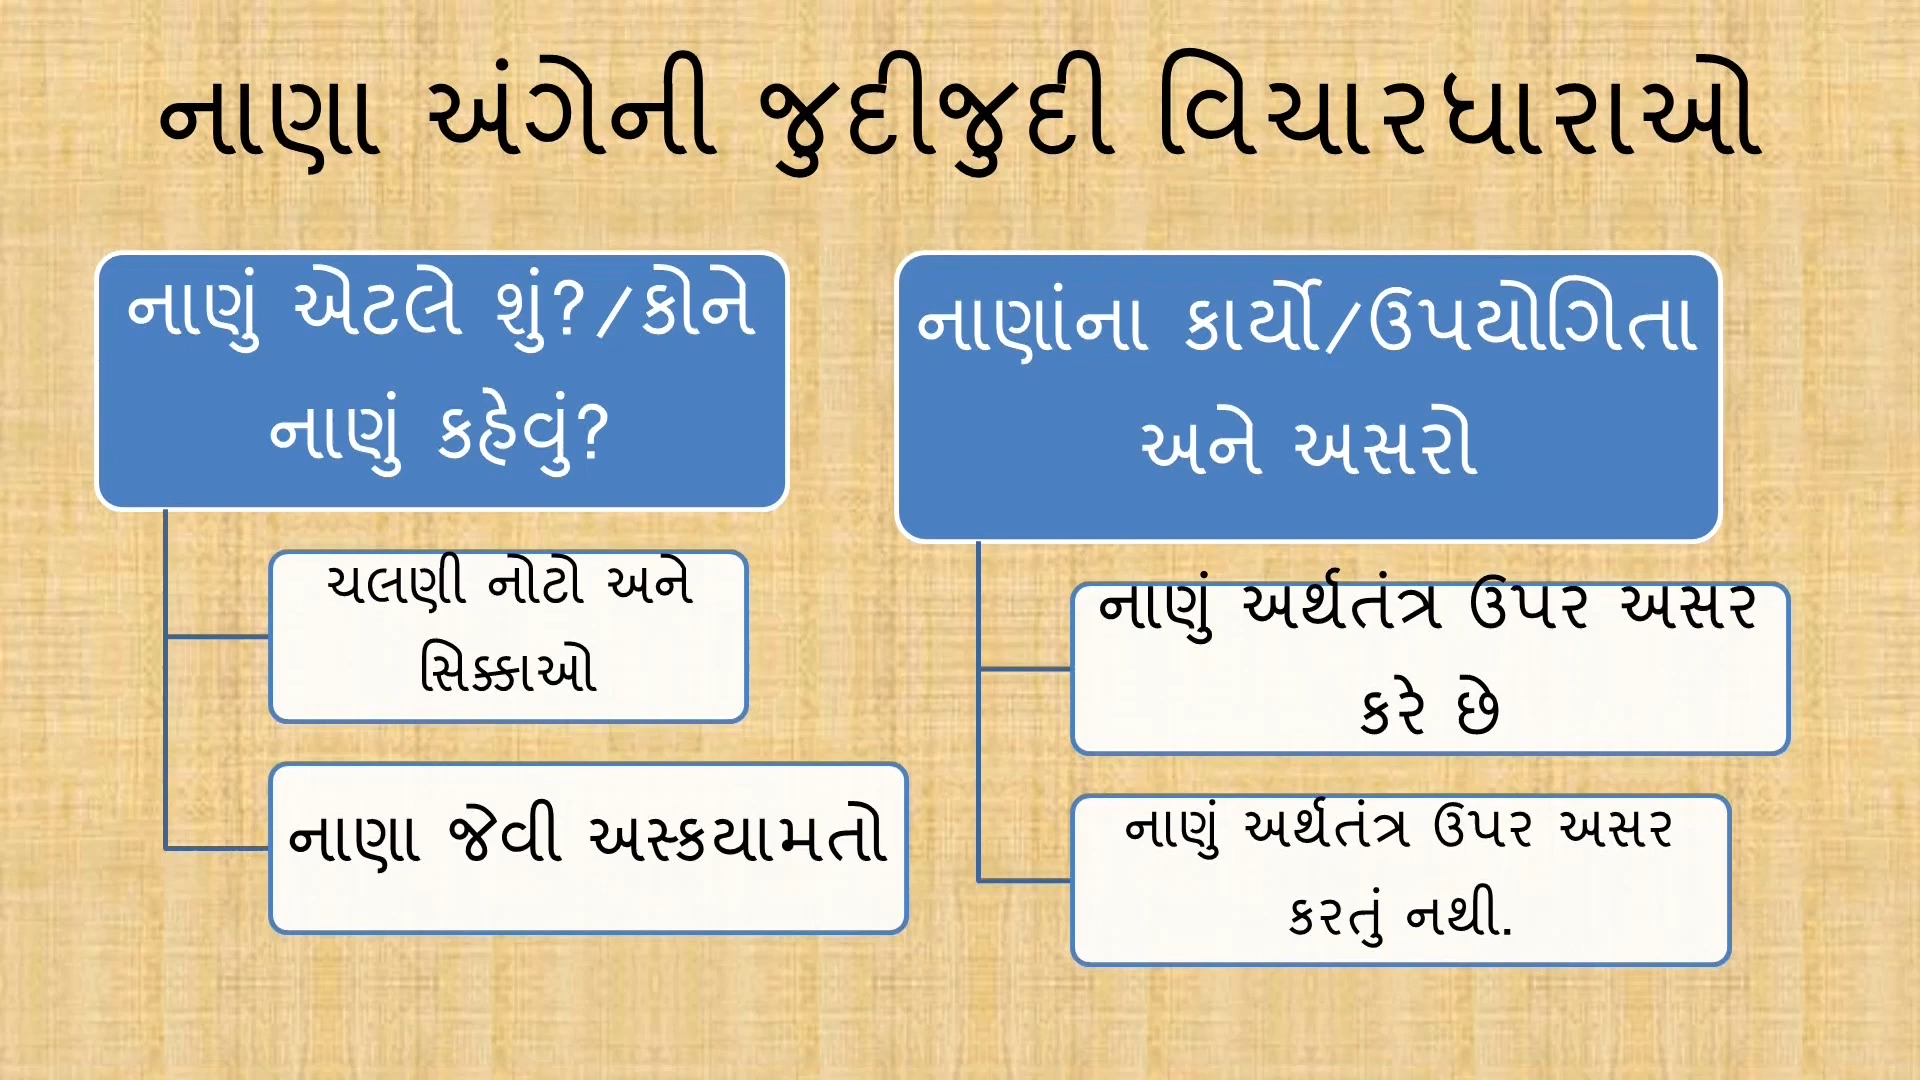 નાણા અંગેની જુદીજુદી વિચારધારાઓ
નાણું એટલે શું?/કોને
નાણું કહેવું?
ચલણી નોટો અને
સિક્કાઓ
નાણા જેવી અસ્કયામતો
નાણાંના કાર્યો/ઉપયોગિતા
અને અસરો
નાણું અર્થતંત્ર ઉપર અસર
કરે છે
નાણું અર્થતંત્ર ઉપર અસર
કરતું નથી.